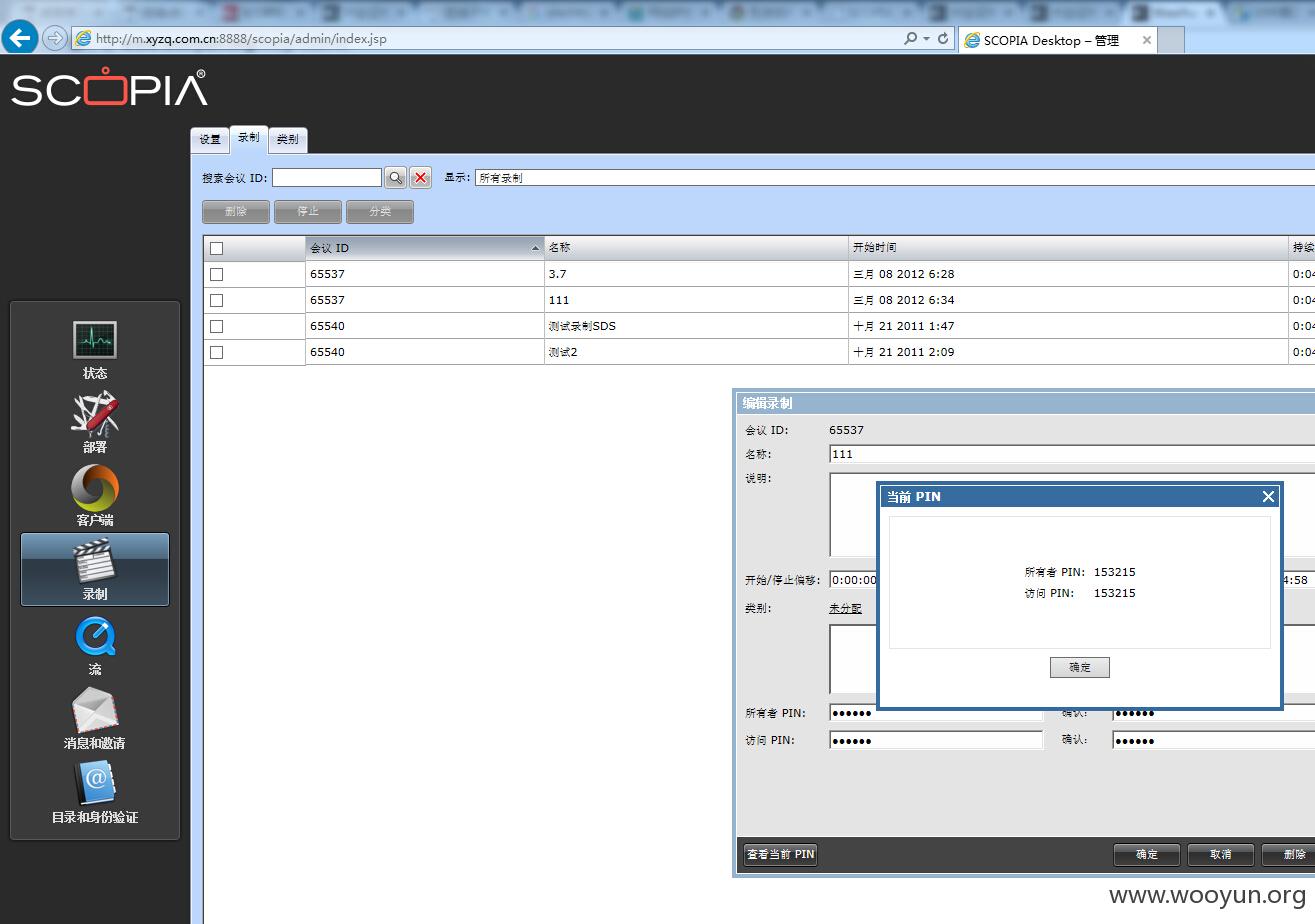 http://m.xyzq.com.cn:8888/scopia/admin/index.jsp
SCOPIA Desktop – 管理
SCOPIA®
设置 录制 类别
搜索会议 ID: 显示: 所有录制
删除 停止 分类
会议 ID 名称 开始时间 持续
65537 3.7 三月 08 2012 6:28 0:04
65537 111 三月 08 2012 6:34 0:04
65540 测试录制SDS 十月 21 2011 1:47 0:04
65540 测试2 十月 21 2011 2:09 0:04
状态
部署
客户端
录制
流
消息和邀请
目录和身份验证
编辑录制
会议 ID: 65537
名称: 111
说明:
当前 PIN
所有者 PIN: 153215
访问 PIN: 153215
确定
开始/停止偏移: 0:00:00 4:58
类别: 未分配
所有者 PIN: •••••• 确认: ••••••
访问 PIN: •••••• 确认: ••••••
查看当前 PIN 确定 取消 删除
www.wooyun.org